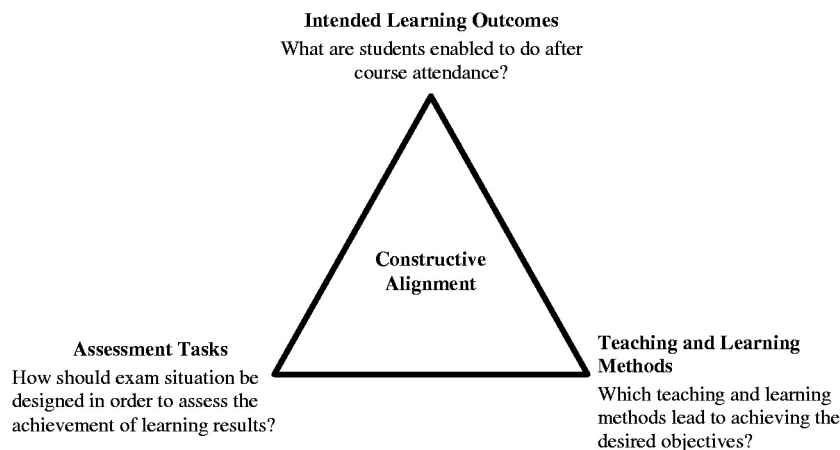 Intended Learning Outcomes
What are students enabled to do after
course attendance?
Constructive
Alignment
Assessment Tasks
How should exam situation be
designed in order to assess the
achievement of learning results?
Teaching and Learning
Methods
Which teaching and learning
methods lead to achieving the
desired objectives?